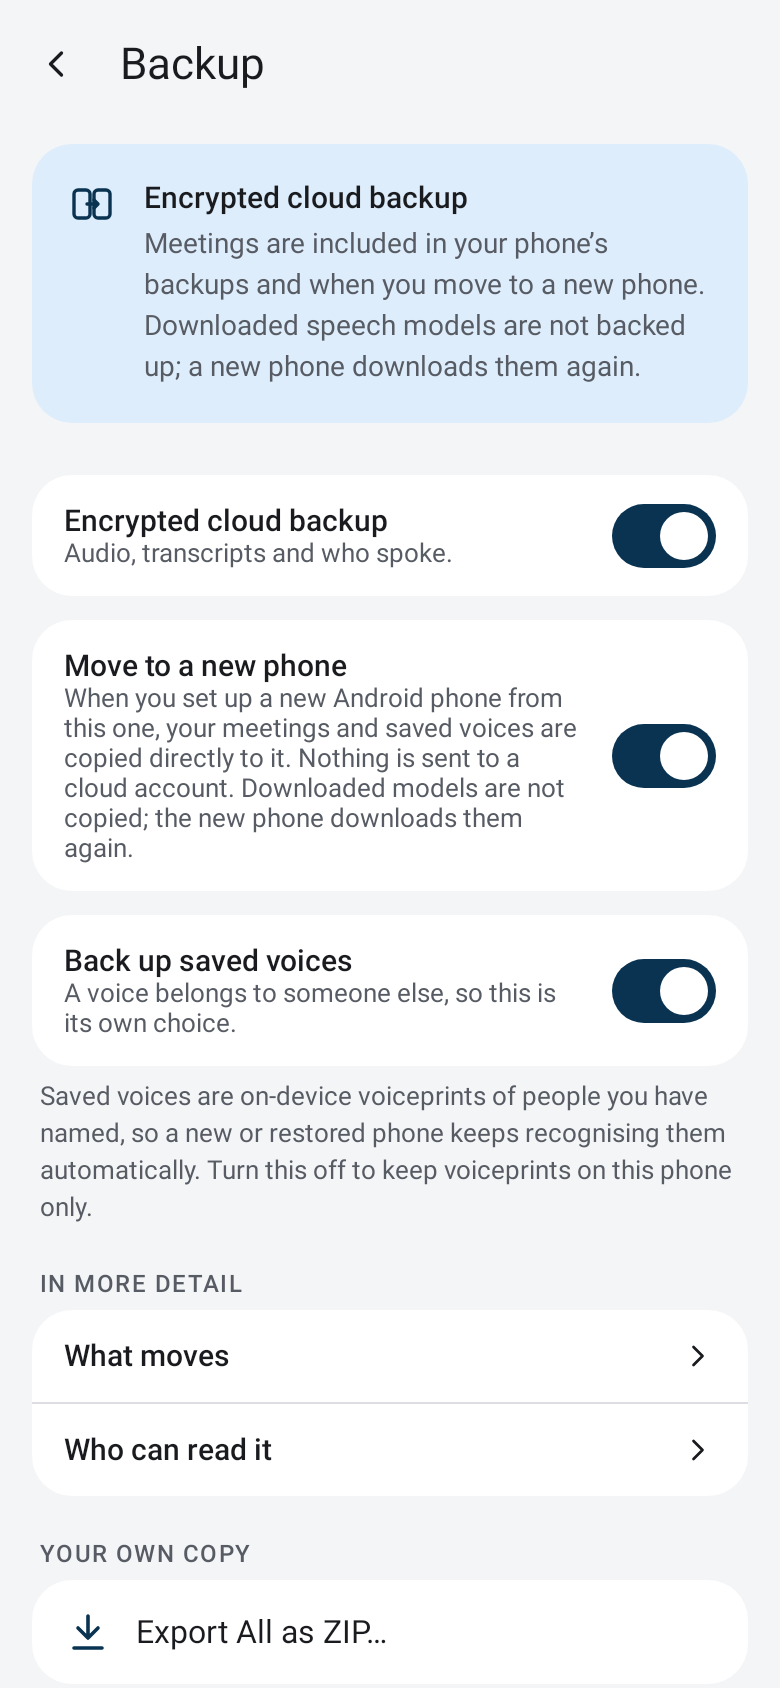 Backup
Encrypted cloud backup
Meetings are included in your phone’s
backups and when you move to a new phone.
Downloaded speech models are not backed
up; a new phone downloads them again.
Encrypted cloud backup
Audio, transcripts and who spoke.
Move to a new phone
When you set up a new Android phone from
this one, your meetings and saved voices are
copied directly to it. Nothing is sent to a
cloud account. Downloaded models are not
copied; the new phone downloads them
again.
Back up saved voices
A voice belongs to someone else, so this is
its own choice.
Saved voices are on-device voiceprints of people you have
named, so a new or restored phone keeps recognising them
automatically. Turn this off to keep voiceprints on this phone
only.
IN MORE DETAIL
What moves
Who can read it
YOUR OWN COPY
Export All as ZIP…